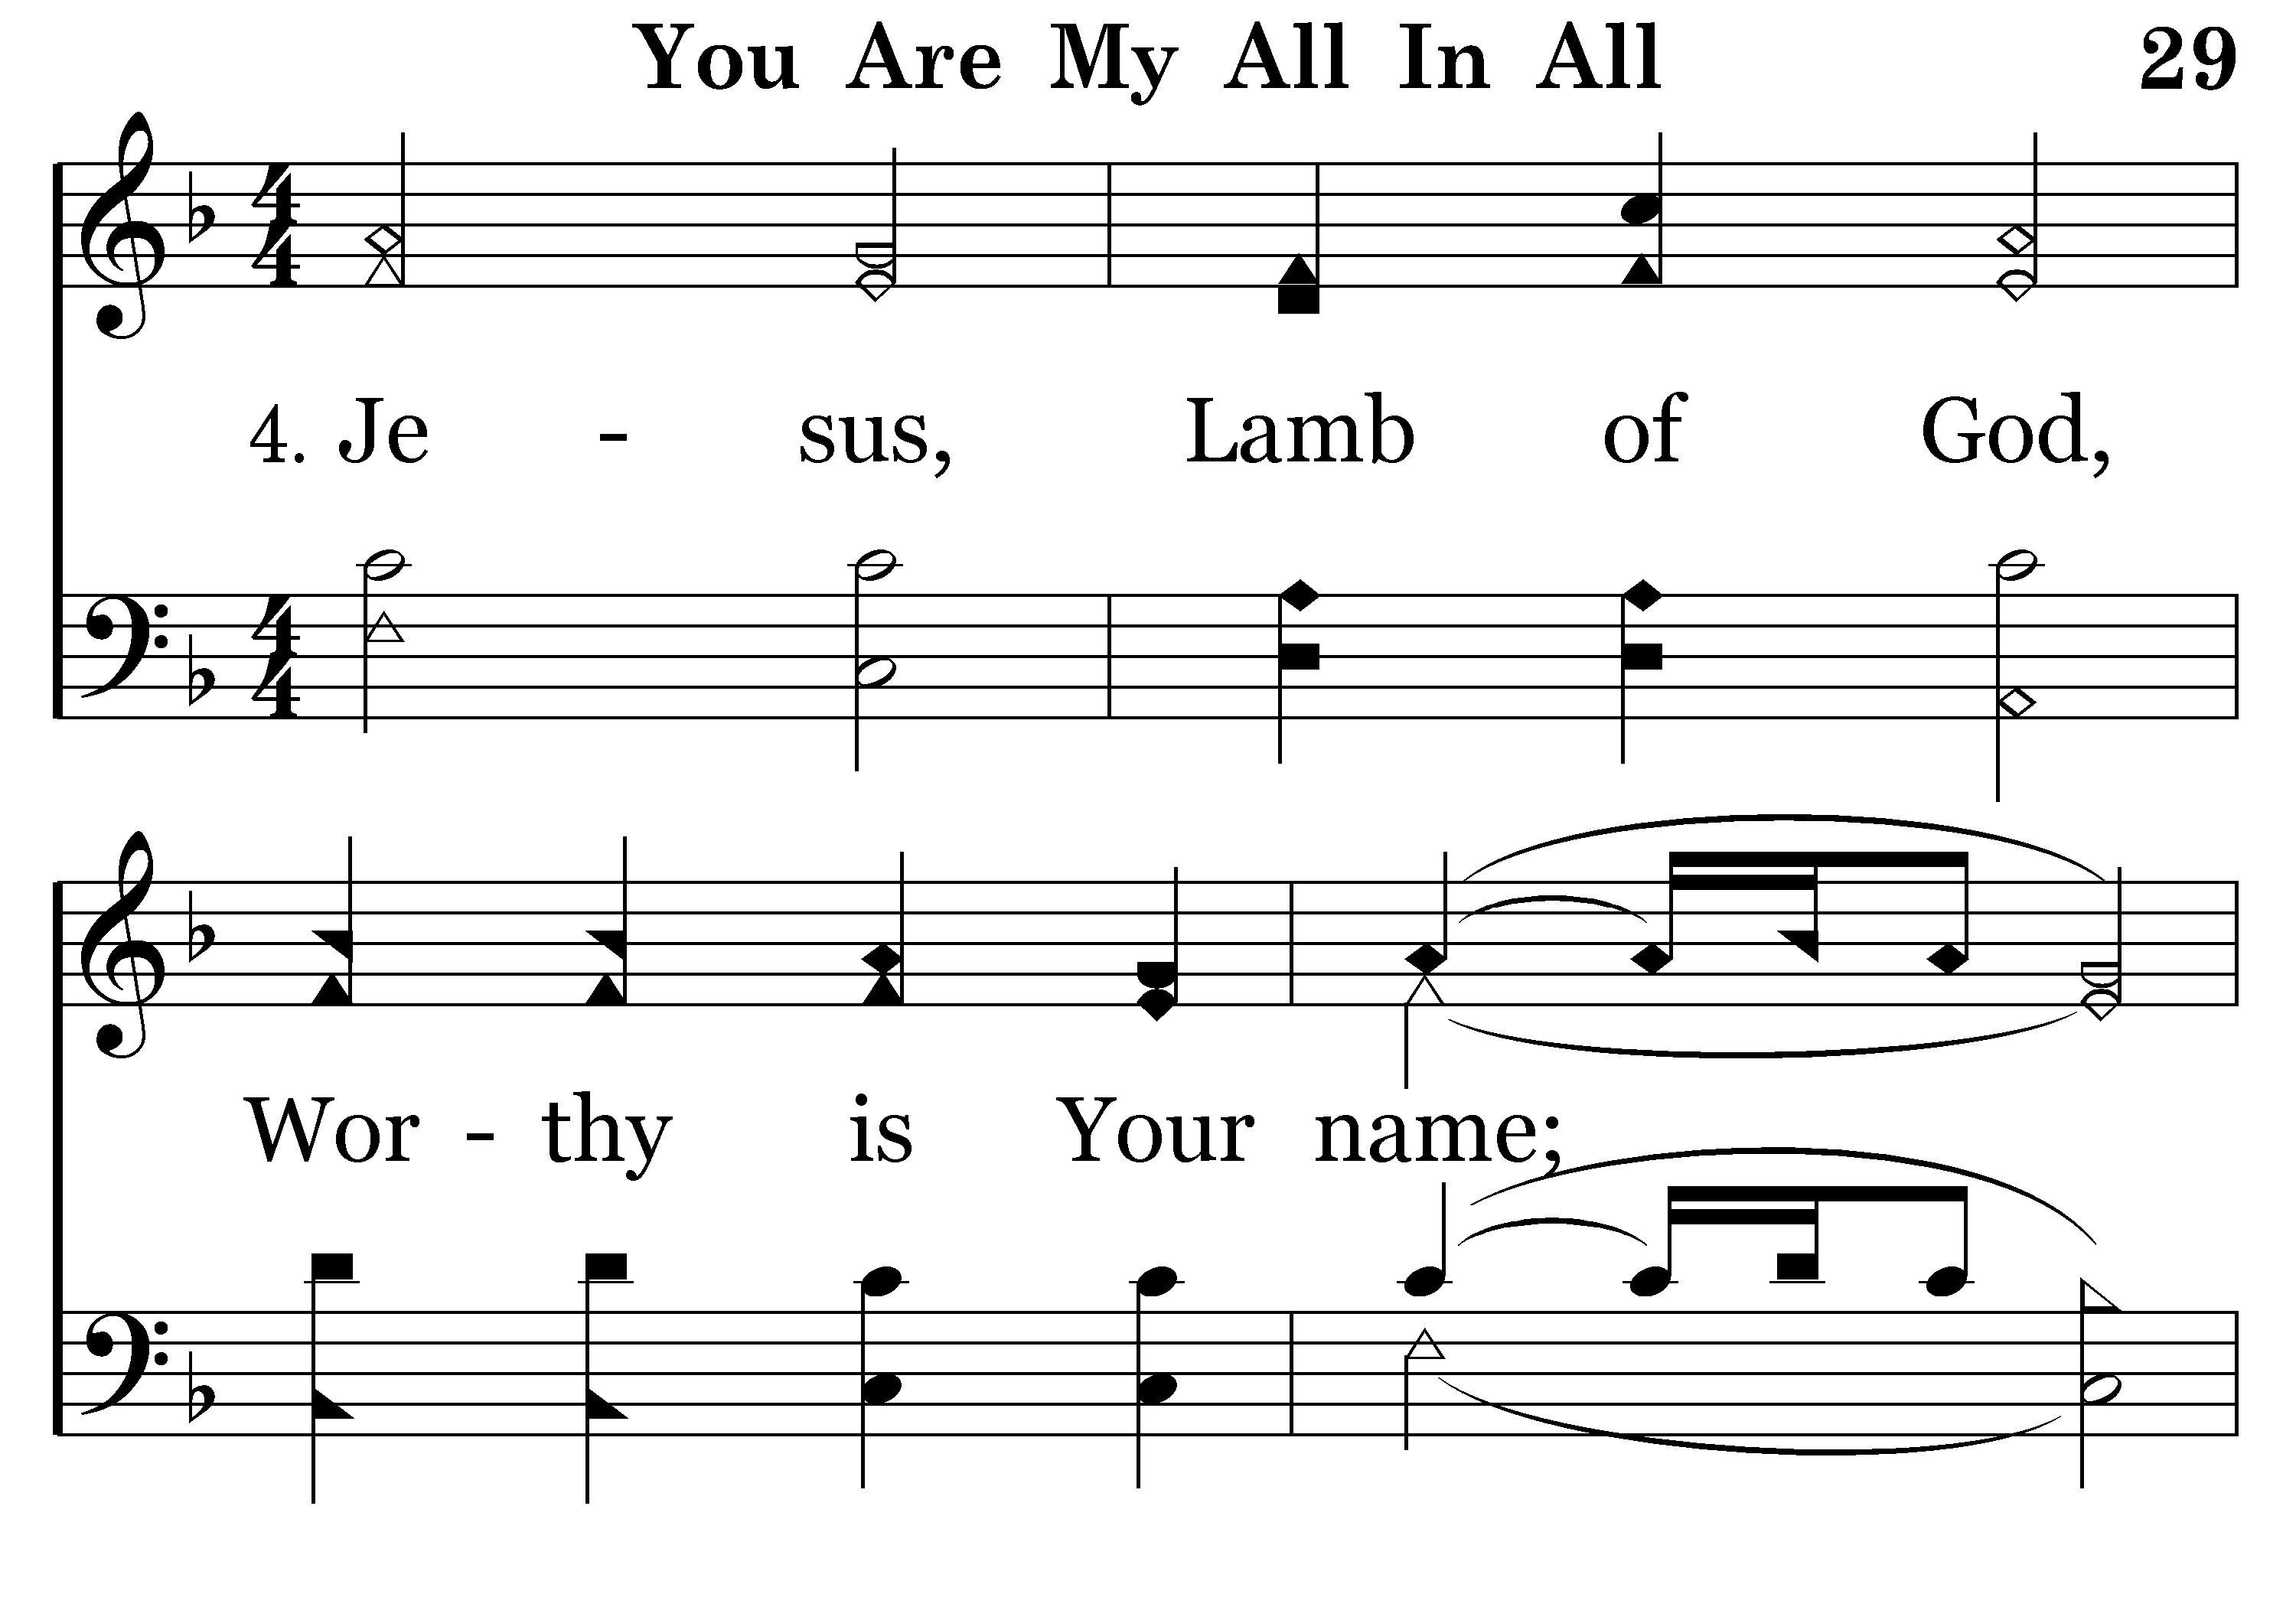 You Are My All In All 29
4. Je - sus, Lamb of God,
Wor - thy is Your name;